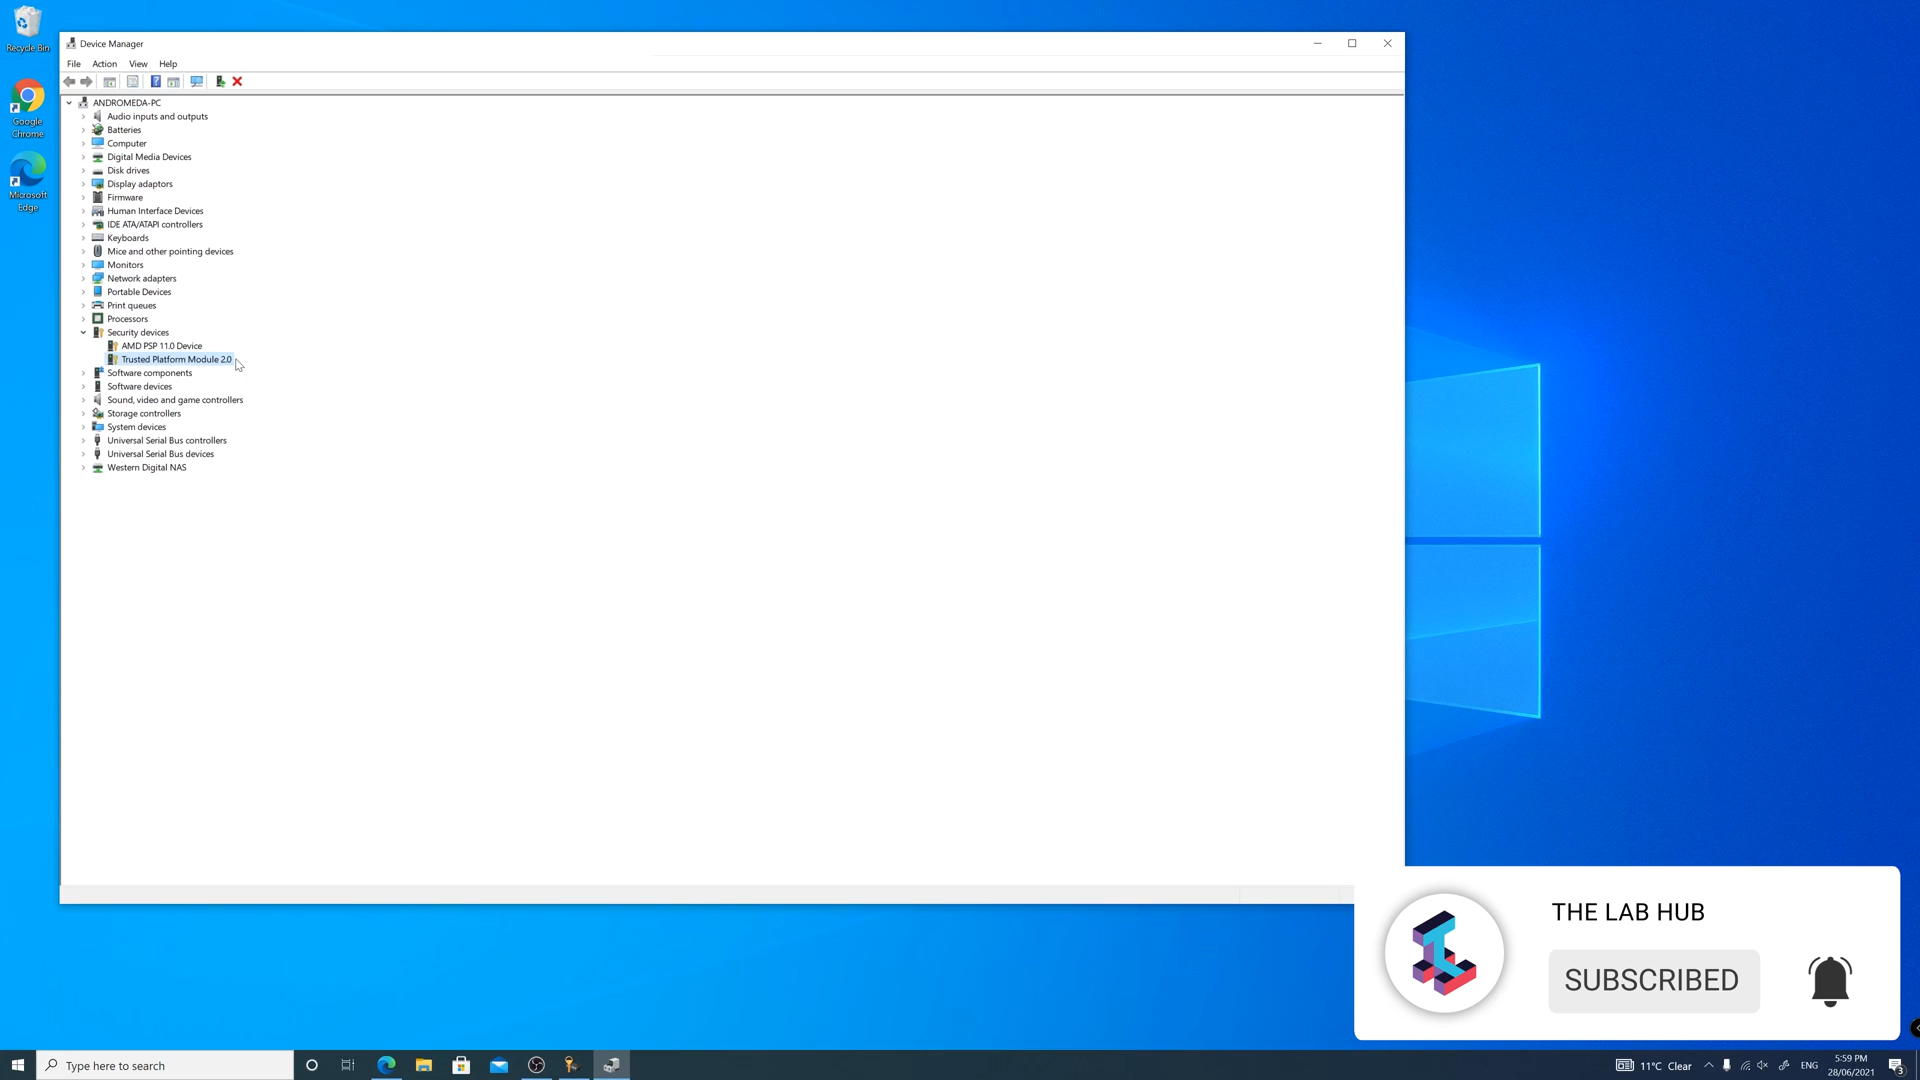 Recycle Bin
Google
Chrome
Microsoft
Edge
Device Manager
File Action View Help
ANDROMEDA-PC
Audio inputs and outputs
Batteries
Computer
Digital Media Devices
Disk drives
Display adaptors
Firmware
Human Interface Devices
IDE ATA/ATAPI controllers
Keyboards
Mice and other pointing devices
Monitors
Network adapters
Portable Devices
Print queues
Processors
Security devices
AMD PSP 11.0 Device
Trusted Platform Module 2.0
Software components
Software devices
Sound, video and game controllers
Storage controllers
System devices
Universal Serial Bus controllers
Universal Serial Bus devices
Western Digital NAS
THE LAB HUB
SUBSCRIBED
Type here to search
11°C Clear
ENG
5:59 PM
28/06/2021
3